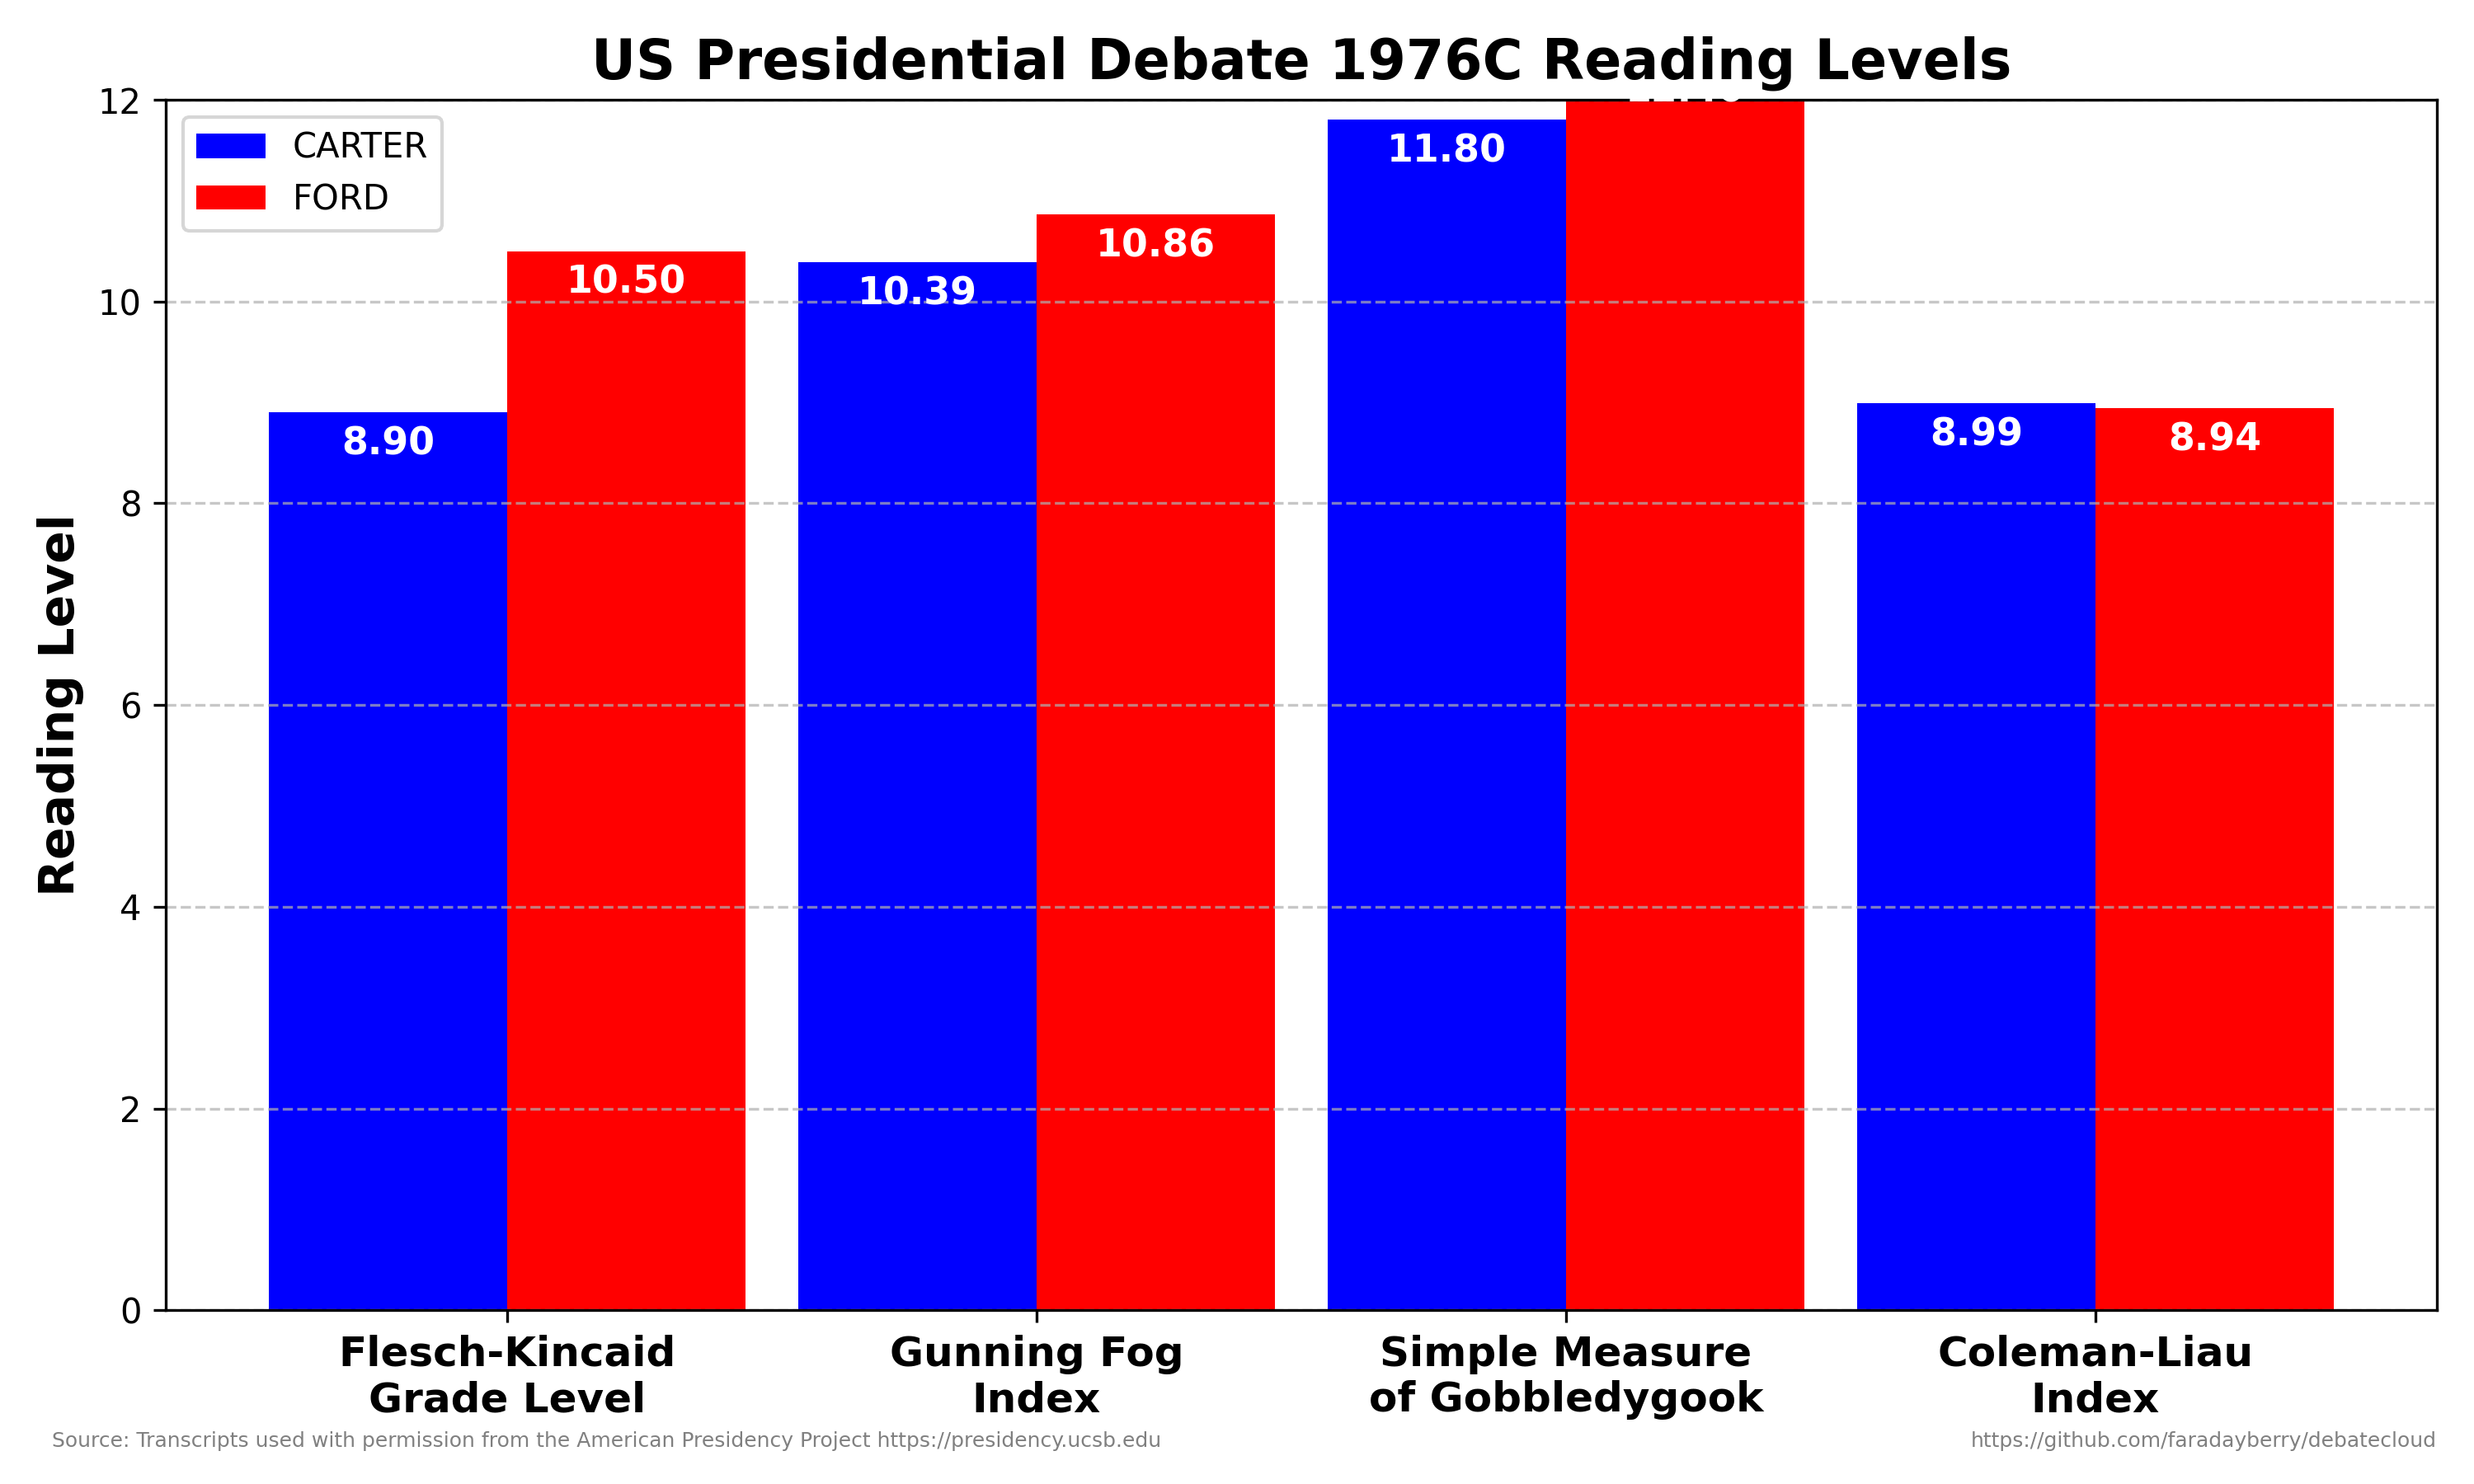 US Presidential Debate 1976C Reading Levels
12
10
8
6
4
2
0
Reading Level
CARTER
FORD
8.90
10.50
10.39
10.86
11.80
8.99
8.94
Flesch-Kincaid
Grade Level
Gunning Fog
Index
Simple Measure
of Gobbledygook
Coleman-Liau
Index
Source: Transcripts used with permission from the American Presidency Project https://presidency.ucsb.edu
https://github.com/faradayberry/debatecloud